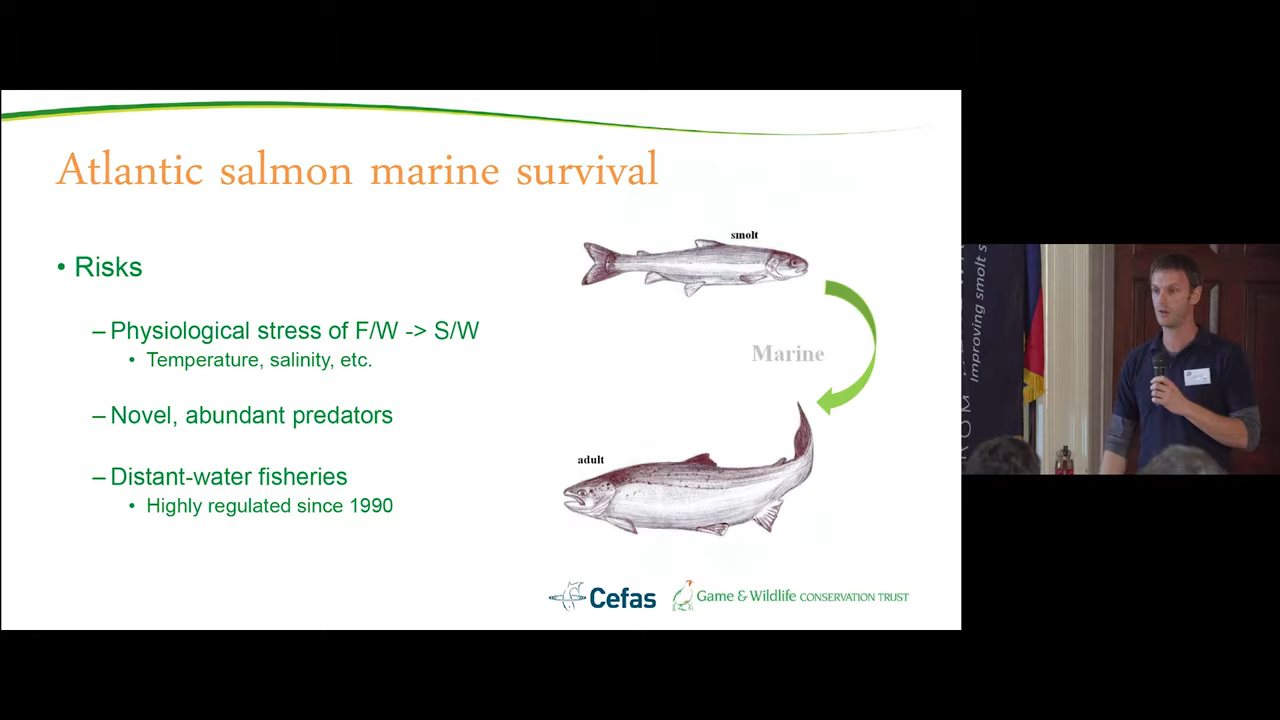 Atlantic salmon marine survival
smolt
• Risks
– Physiological stress of F/W -> S/W
• Temperature, salinity, etc.
Marine
– Novel, abundant predators
adult
– Distant-water fisheries
• Highly regulated since 1990
Cefas
Game & Wildlife CONSERVATION TRUST
Improving smolt s